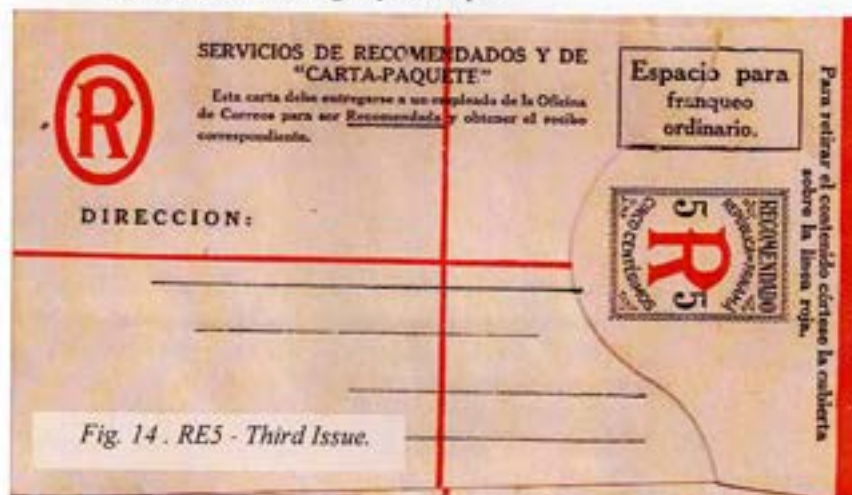 R
SERVICIOS DE RECOMENDADOS Y DE
"CARTA-PAQUETE"
Esta carta debe entregarse a un empleado de la Oficina
de Correos para ser Recomendada y obtener el recibo
correspondiente.
Espacio para
franqueo
ordinario.
Para retirar el contenido córtese la cubierta
sobre la línea roja.
DIRECCION:
RECOMENDADO
REPUBLICA DE PANAMA
5 R 5
CINCO CENTÉSIMOS
Fig. 14 . RE5 - Third Issue.